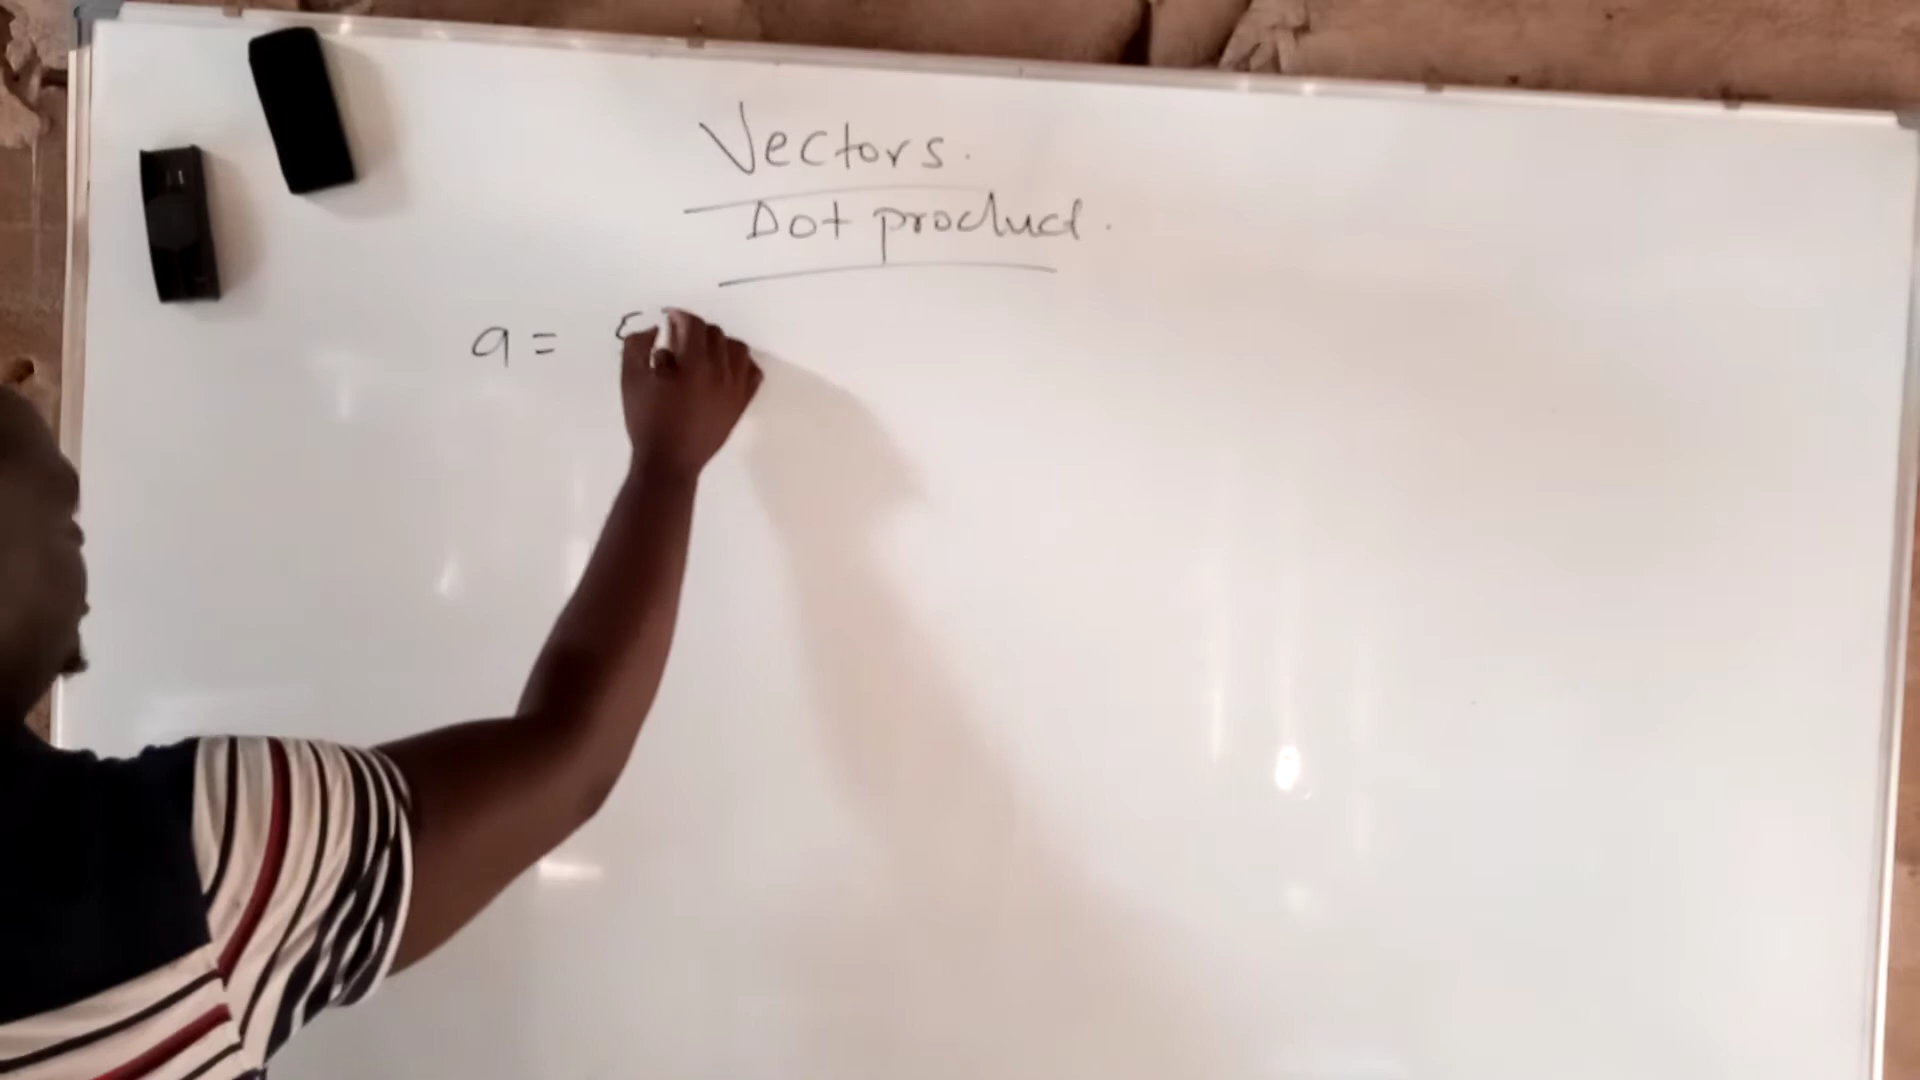 Vectors.
Dot product.
a =